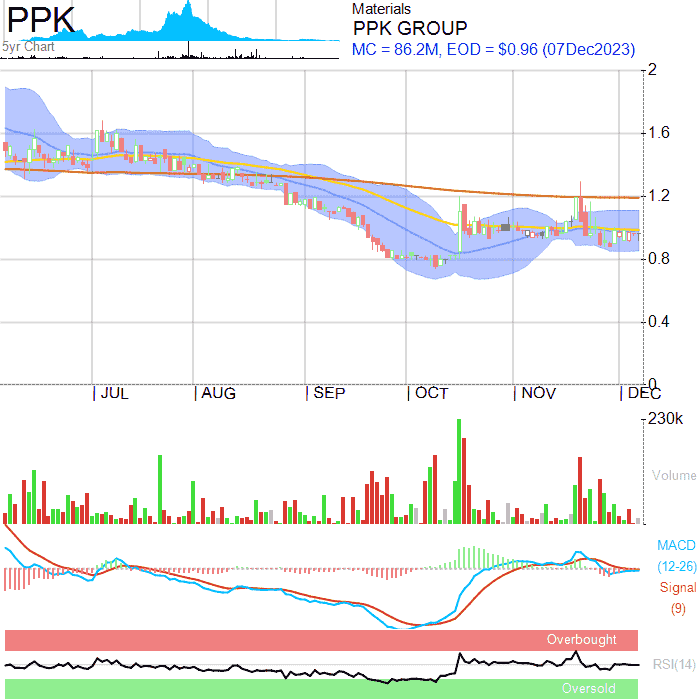 PPK
5yr Chart
Materials
PPK GROUP
MC = 86.2M, EOD = $0.96 (07Dec2023)
2
1.6
1.2
0.8
0.4
0
JUL AUG SEP OCT NOV DEC
230k
Volume
MACD
(12-26)
Signal
(9)
Overbought
RSI(14)
Oversold